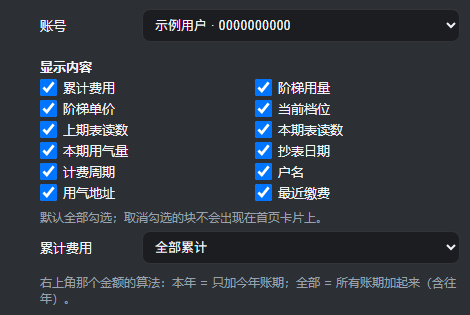 账号 示例用户 · 0000000000
显示内容
累计费用 阶梯用量
阶梯单价 当前档位
上期表读数 本期表读数
本期用气量 抄表日期
计费周期 户名
用气地址 最近缴费
默认全部勾选；取消勾选的块不会出现在首页卡片上。
累计费用 全部累计
右上角那个金额的算法：本年 = 只加今年账期；全部 = 所有账期加起来（含往
年）。